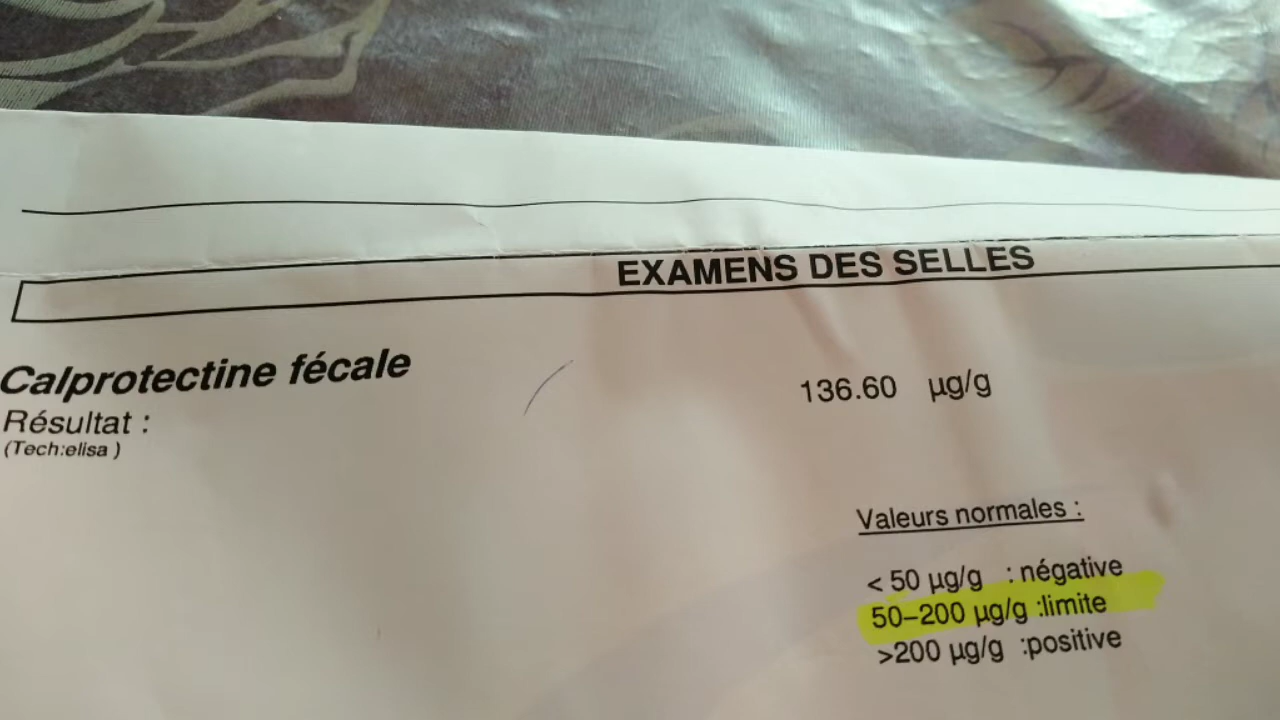 EXAMENS DES SELLES
Calprotectine fécale 136.60 µg/g
Résultat :
(Tech:elisa )
Valeurs normales :
< 50 µg/g : négative
50–200 µg/g :limite
>200 µg/g :positive